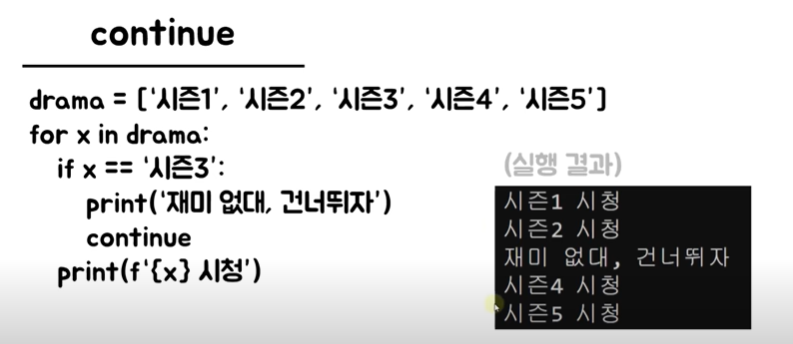 continue
drama = ['시즌1', '시즌2', '시즌3', '시즌4', '시즌5']
for x in drama:
if x == '시즌3':
print('재미 없대, 건너뛰자')
continue
print(f'{x} 시청')
(실행 결과)
시즌1 시청
시즌2 시청
재미 없대, 건너뛰자
시즌4 시청
시즌5 시청